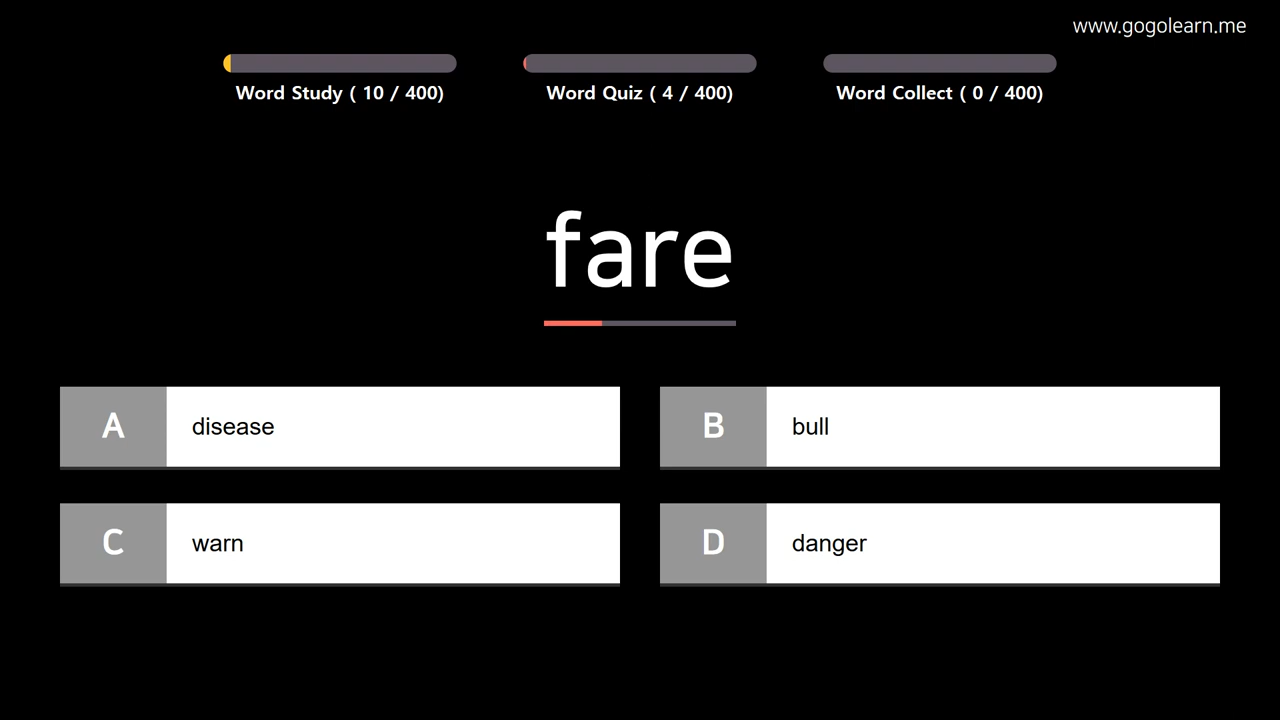 www.gogolearn.me
Word Study ( 10 / 400)
Word Quiz ( 4 / 400)
Word Collect ( 0 / 400)
fare
A disease
B bull
C warn
D danger